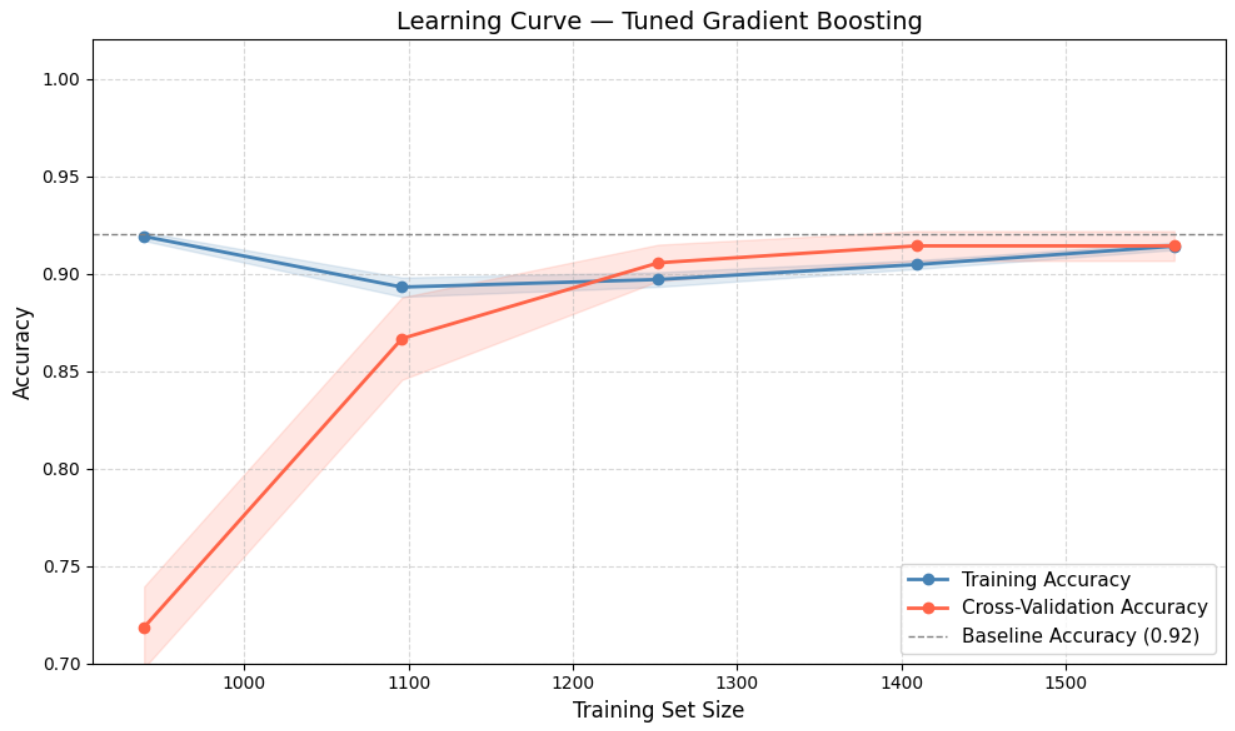 Learning Curve — Tuned Gradient Boosting
Accuracy
1.00
0.95
0.90
0.85
0.80
0.75
0.70
1000
1100
1200
1300
1400
1500
Training Set Size
Training Accuracy
Cross-Validation Accuracy
Baseline Accuracy (0.92)